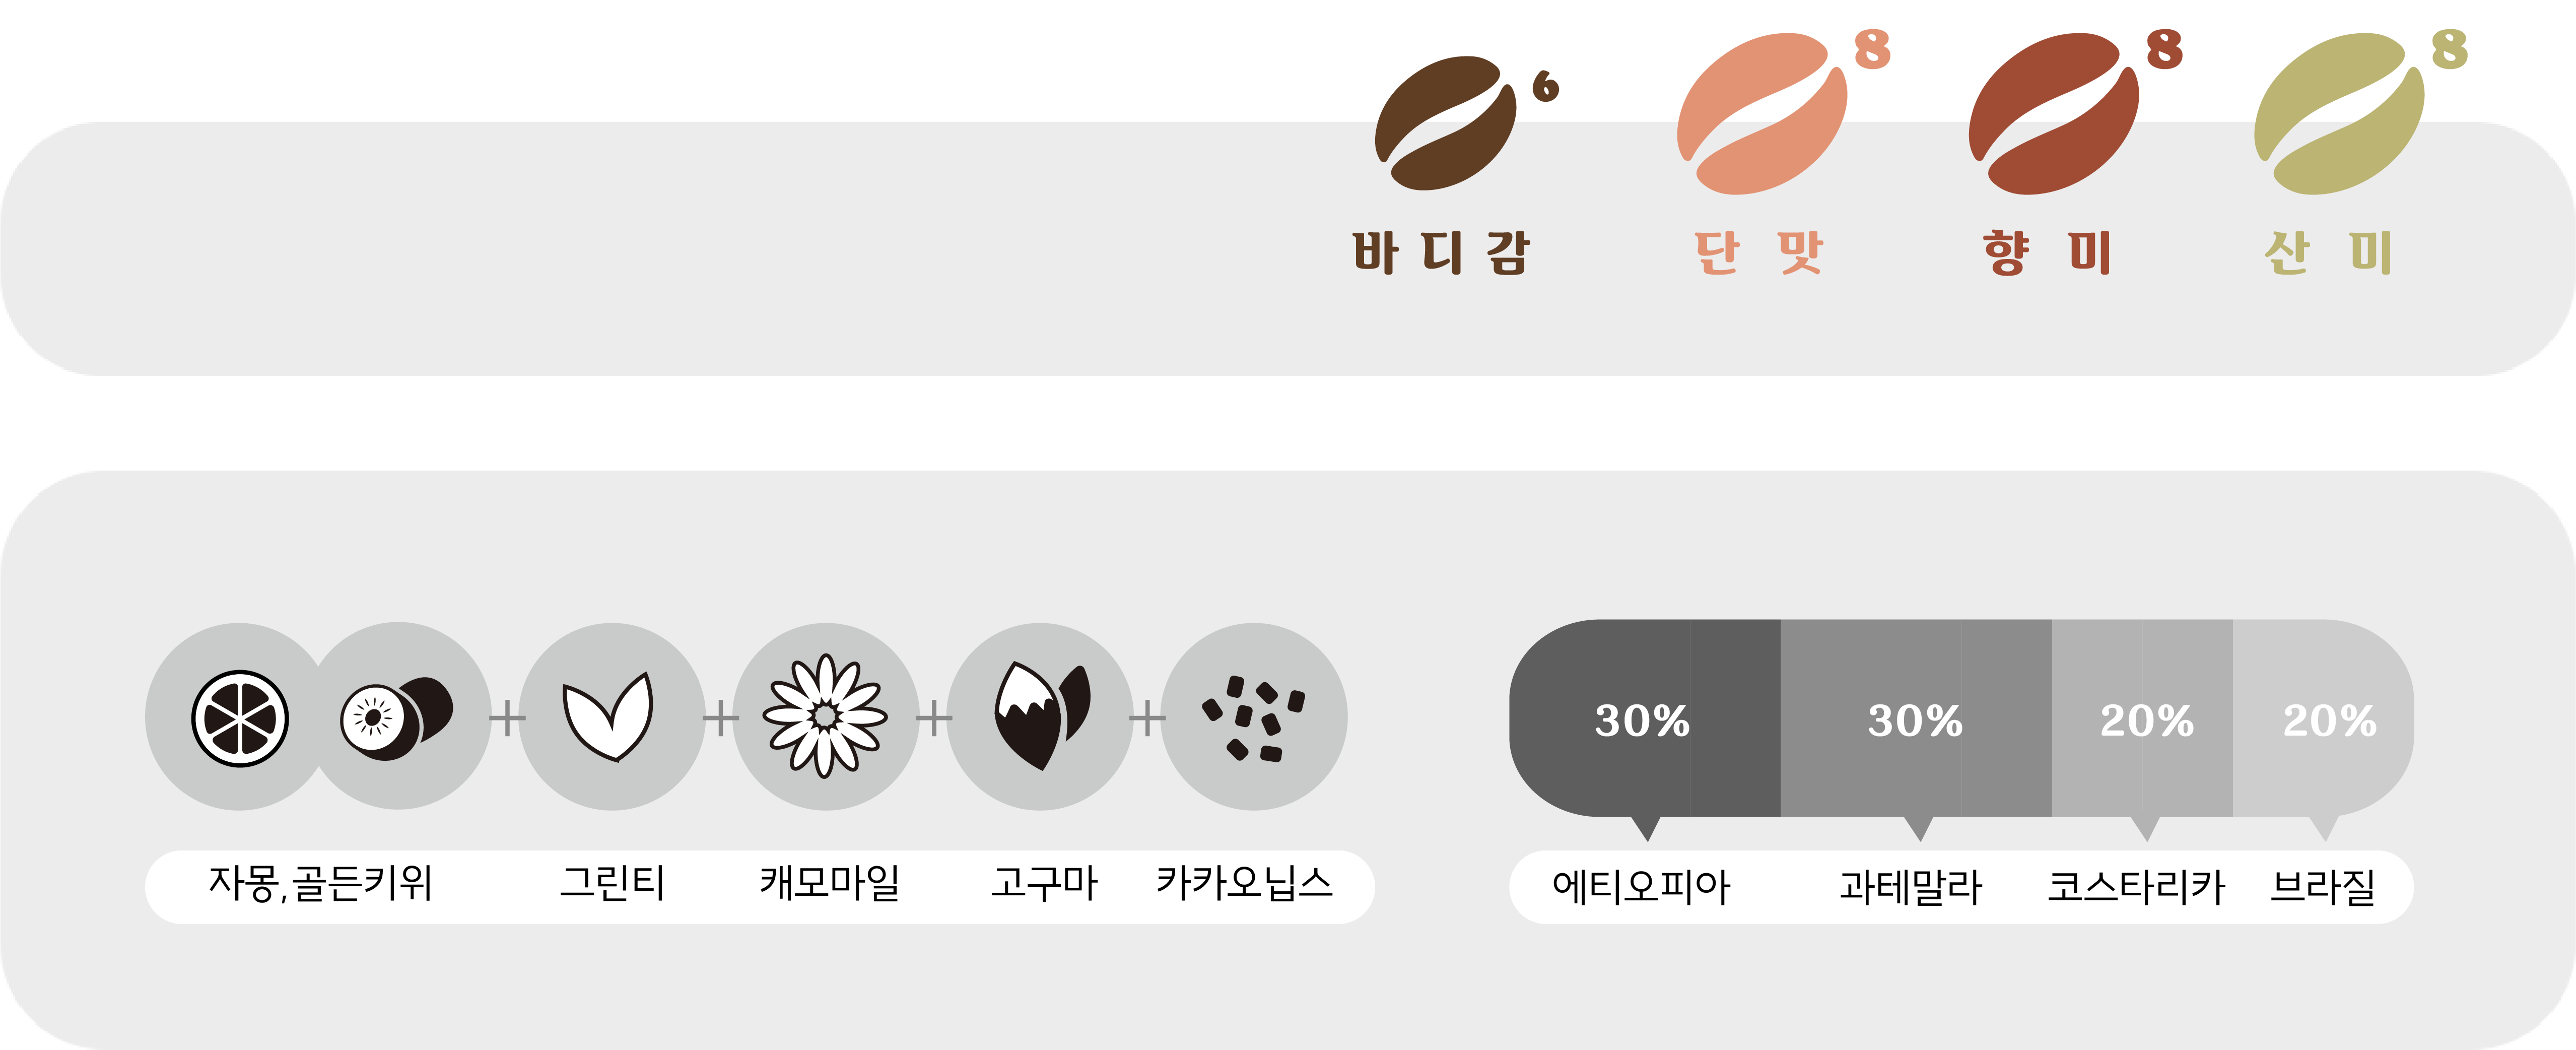 6 8 8 8
바디감 단맛 향미 산미
30% 30% 20% 20%
자몽,골든키위 그린티 캐모마일 고구마 카카오닙스
에티오피아 과테말라 코스타리카 브라질